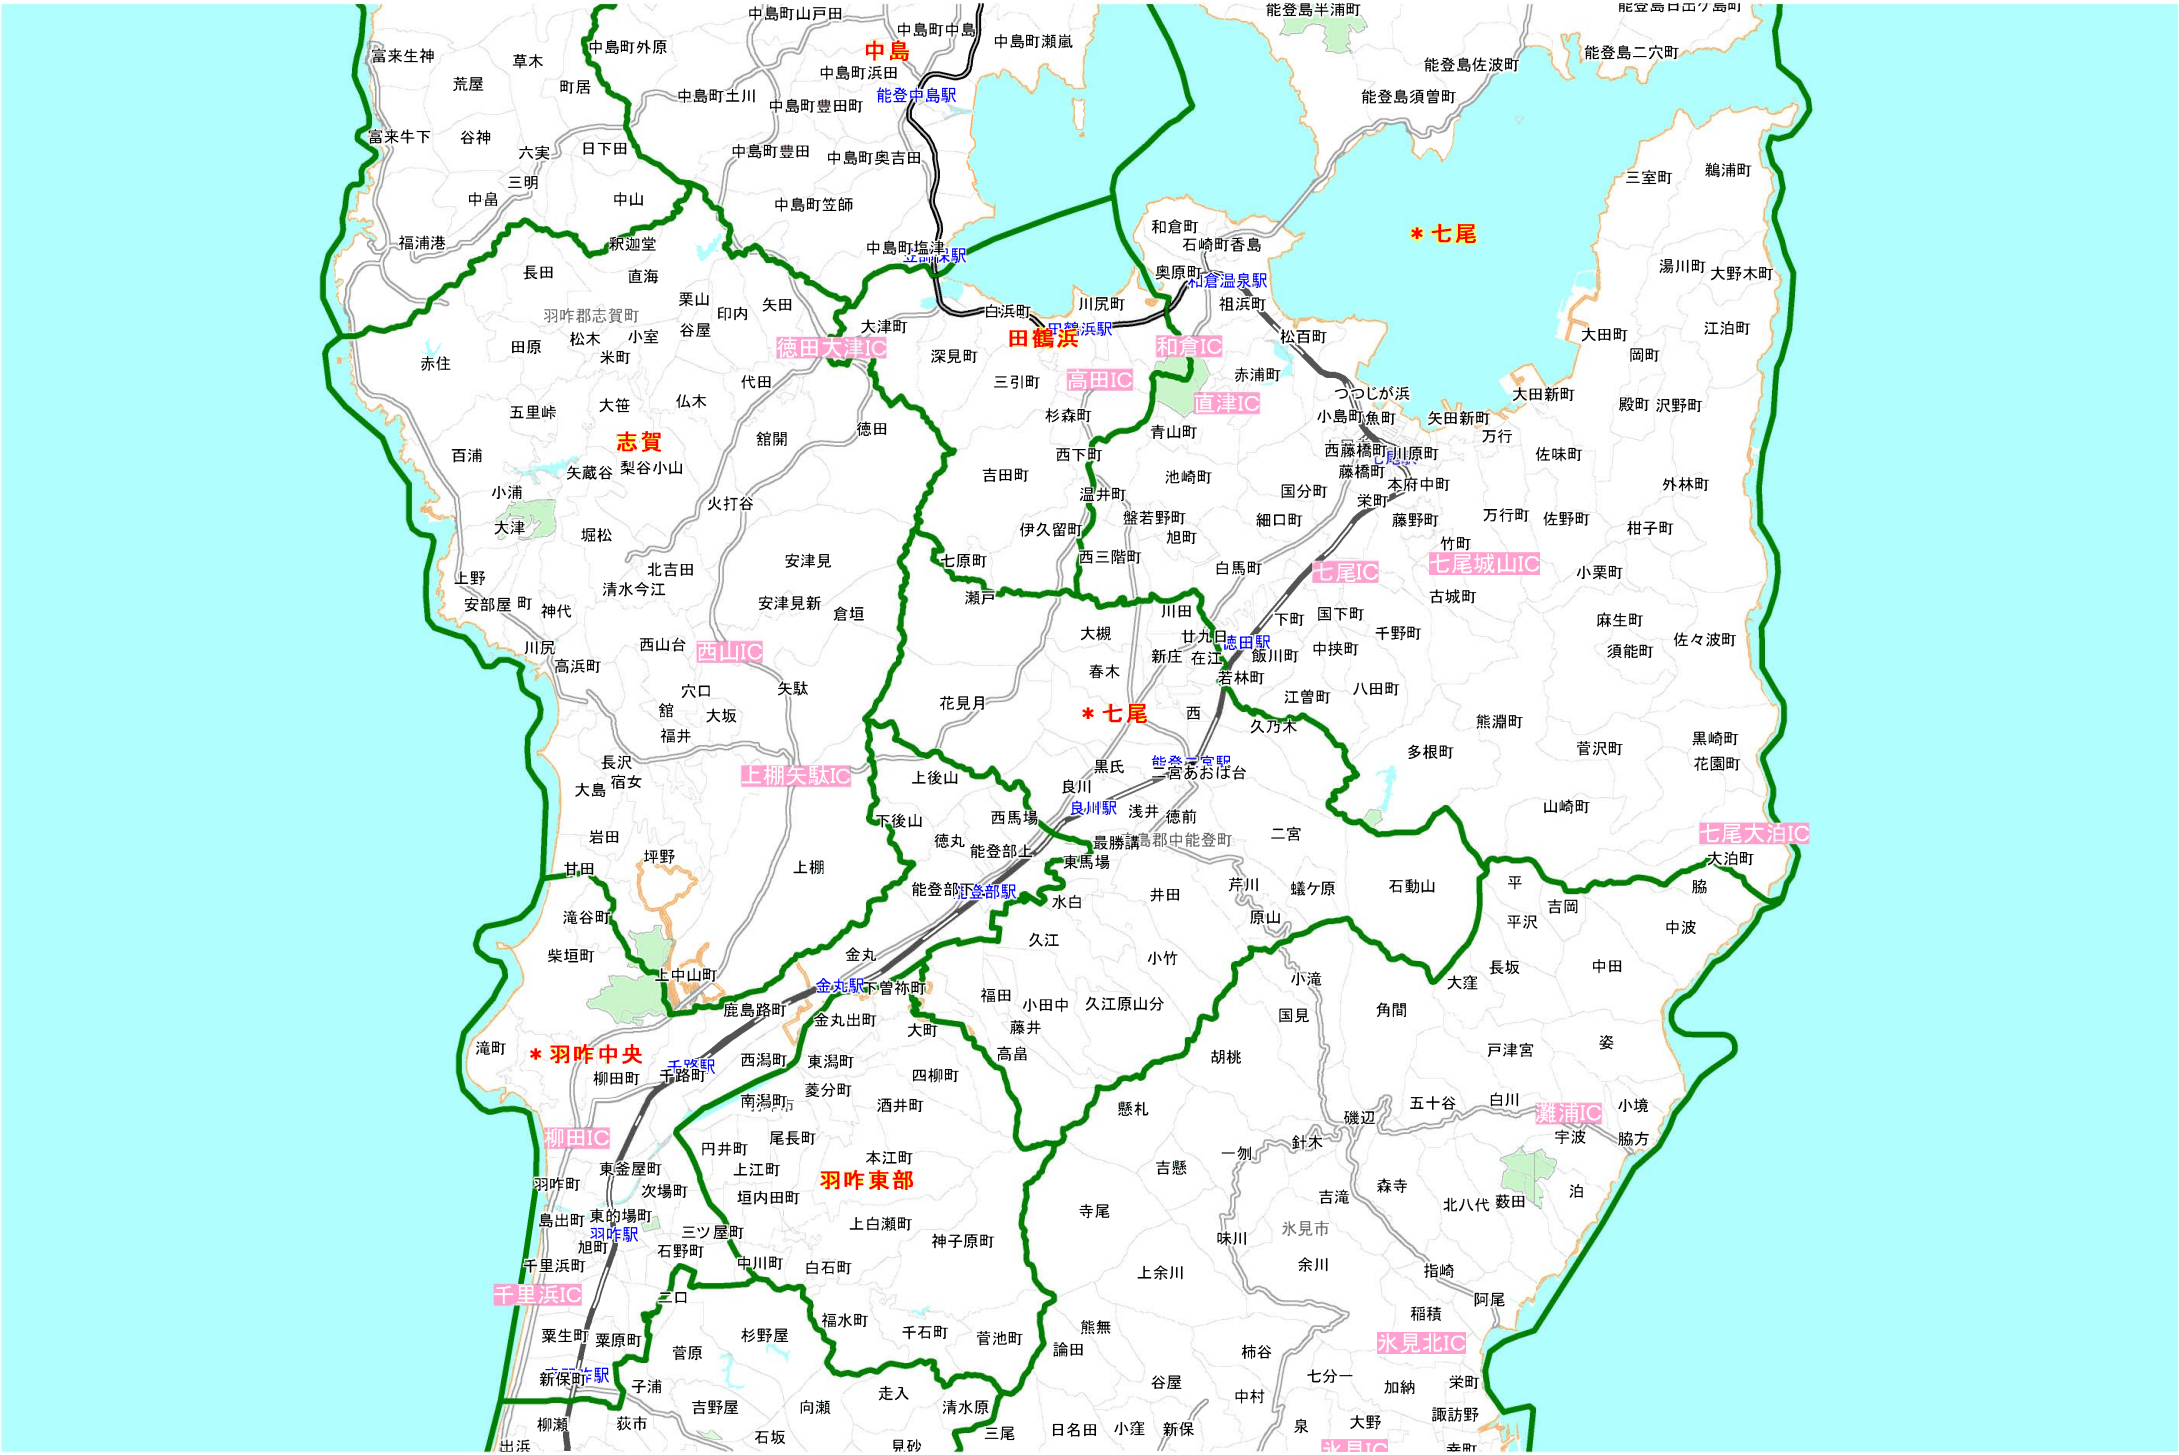 能登島半浦町
能登島日出ケ島町
中島町山戸田
中島町中島
中島町瀬嵐
中島町外原
中島
富来生神
草木
能登島二穴町
能登島佐波町
荒屋
町居
中島町浜田
中島町土川
能登中島駅
能登島須曽町
中島町豊田町
富来牛下
谷神
六実
日下田
中島町豊田
中島町奥吉田
三室町
鵜浦町
三明
中畠
中山
中島町笠師
和倉町
＊七尾
福浦港
釈迦堂
中島町塩津
石崎町香島
長田
直海
奥原町
和倉温泉駅
湯川町
大野木町
栗山
矢田
印内
羽咋郡志賀町
白浜町
川尻町
祖浜町
大津町
田鶴浜駅
田鶴浜
松木
小室
谷屋
米町
田原
赤住
徳田大津IC
深見町
和倉IC
松百町
大田町
江泊町
岡町
三引町
高田IC
赤浦町
代田
つつじが浜
大田新町
直津IC
五里峠
大笹
仏木
杉森町
小島町
魚町
矢田新町
殿町
沢野町
志賀
舘開
徳田
青山町
万行
百浦
矢蔵谷
梨谷小山
西下町
西藤橋町
川原町
佐味町
吉田町
池崎町
藤橋町
小浦
火打谷
温井町
国分町
本府中町
栄町
外林町
大津
堀松
伊久留町
盤若野町
旭町
細口町
藤野町
万行町
佐野町
柑子町
竹町
七原町
西三階町
安津見
北吉田
白馬町
七尾IC
七尾城山IC
小栗町
上野
清水今江
安部屋
町
神代
安津見新
倉垣
瀬戸
川田
下町
国下町
古城町
麻生町
大槻
廿九日
徳田駅
千野町
佐々波町
川尻
西山台
西山IC
新庄
在江
飯川町
中挟町
須能町
高浜町
春木
若林町
穴口
矢駄
八田町
江曽町
舘
大坂
花見月
＊七尾
西
久乃木
熊淵町
福井
多根町
菅沢町
黒崎町
長沢
宿女
大島
上棚矢駄IC
上後山
黒氏
二宮あおば台
花園町
良川
良川駅
西馬場
浅井
徳前
山崎町
下後山
岩田
徳丸
能登部上
最勝講
島郡中能登町
二宮
七尾大泊IC
坪野
甘田
上棚
東馬場
大泊町
能登部下
能登部駅
水白
井田
芹川
蟻ケ原
石動山
平
脇
滝谷町
原山
平沢
吉岡
中波
柴垣町
金丸
久江
小竹
長坂
中田
上中山町
金丸駅
下曽祢町
小滝
大窪
鹿島路町
福田
小田中
久江原山分
国見
角間
金丸出町
大町
藤井
滝町
＊羽咋中央
西潟町
東潟町
高畠
胡桃
戸津宮
姿
千路駅
千路町
柳田町
菱分町
四柳町
南潟町
酒井町
懸札
五十谷
白川
灘浦IC
小境
磯辺
柳田IC
円井町
尾長町
針木
宇波
脇方
東釜屋町
上江町
本江町
一刎
羽咋町
次場町
羽咋東部
吉懸
垣内田町
吉滝
森寺
北八代
薮田
泊
島出町
東的場町
上白瀬町
寺尾
羽咋駅
旭町
三ツ屋町
神子原町
味川
氷見市
石野町
千里浜町
中川町
白石町
上余川
余川
指崎
千里浜IC
二口
阿尾
福水町
稲積
粟生町
粟原町
杉野屋
千石町
菅池町
熊無
論田
氷見北IC
菅原
柿谷
新保町
子浦
走入
谷屋
中村
七分一
加納
栄町
柳瀬
荻市
吉野屋
向瀬
清水原
諏訪野
日名田
小窪
新保
泉
大野
三尾
出浜
石坂
見砂
氷見IC
幸町